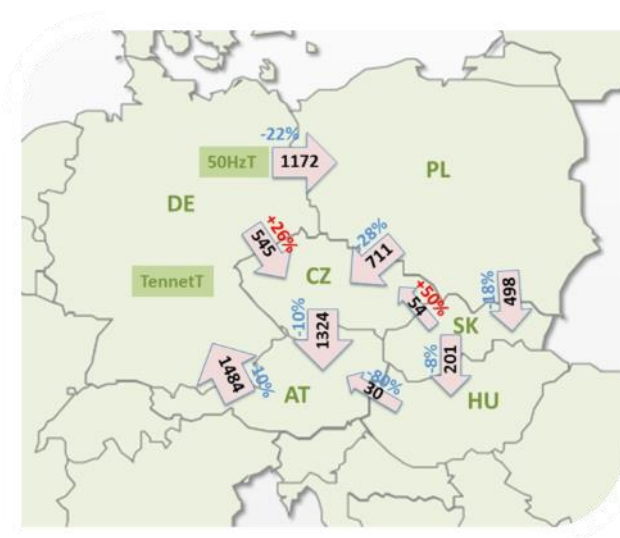 -22%
50HzT
1172
PL
DE
+26%
545
-28%
711
CZ
TennetT
-18%
498
+50%
54
-10%
1324
SK
-8%
201
1484
-10%
AT
-80%
30
HU